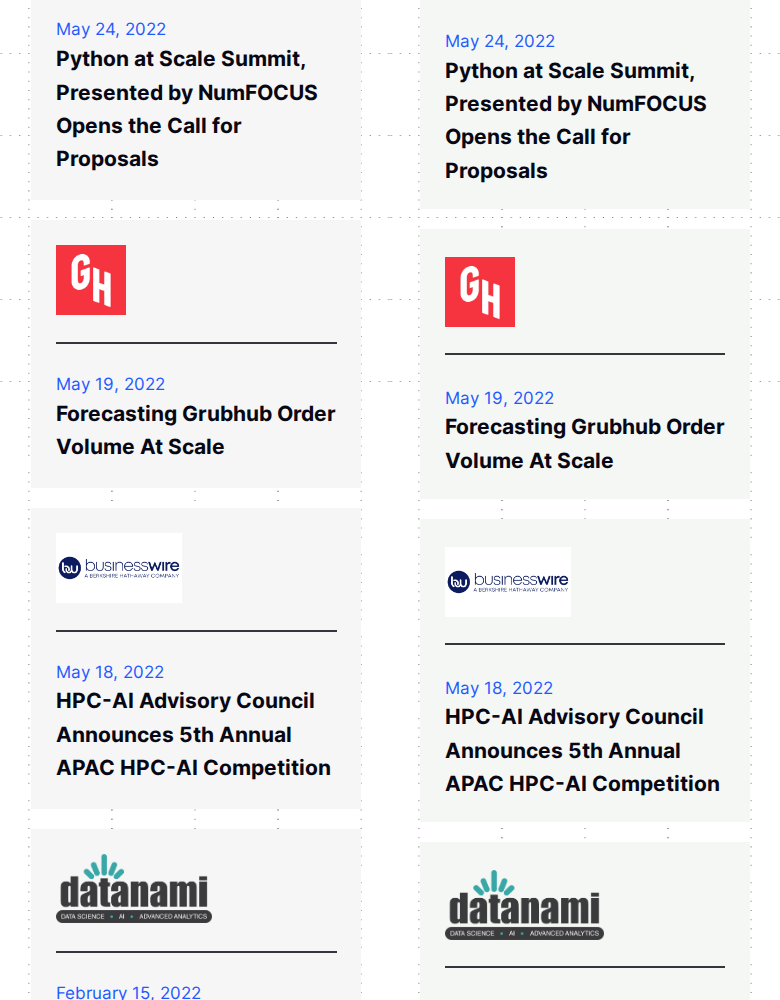 May 24, 2022
Python at Scale Summit,
Presented by NumFOCUS
Opens the Call for
Proposals
GH
May 19, 2022
Forecasting Grubhub Order
Volume At Scale
bw businesswire
A BERKSHIRE HATHAWAY COMPANY
May 18, 2022
HPC-AI Advisory Council
Announces 5th Annual
APAC HPC-AI Competition
datanami
DATA SCIENCE • AI • ADVANCED ANALYTICS
February 15, 2022
May 24, 2022
Python at Scale Summit,
Presented by NumFOCUS
Opens the Call for
Proposals
GH
May 19, 2022
Forecasting Grubhub Order
Volume At Scale
bw businesswire
A BERKSHIRE HATHAWAY COMPANY
May 18, 2022
HPC-AI Advisory Council
Announces 5th Annual
APAC HPC-AI Competition
datanami
DATA SCIENCE • AI • ADVANCED ANALYTICS